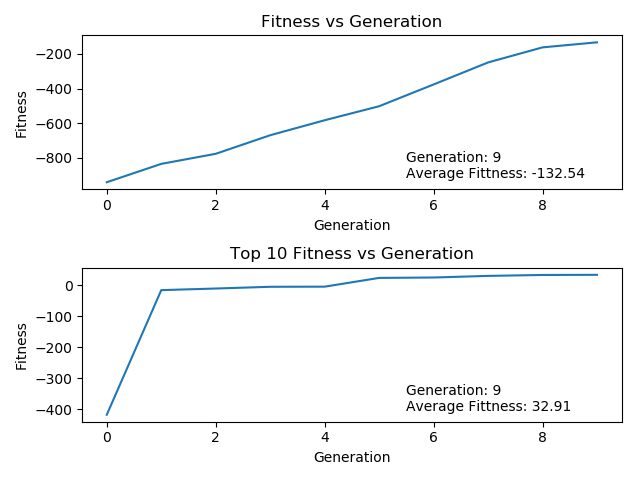 Fitness vs Generation
−200
−400
−600
−800
Fitness
Generation: 9
Average Fittness: -132.54
0 2 4 6 8
Generation
Top 10 Fitness vs Generation
0
−100
−200
−300
−400
Fitness
Generation: 9
Average Fittness: 32.91
0 2 4 6 8
Generation